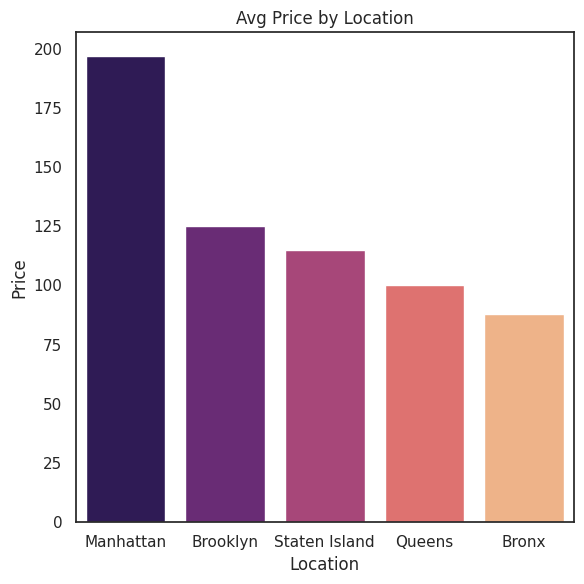 Avg Price by Location
200
175
150
125
100
75
50
25
0
Price
Manhattan Brooklyn Staten Island Queens Bronx
Location